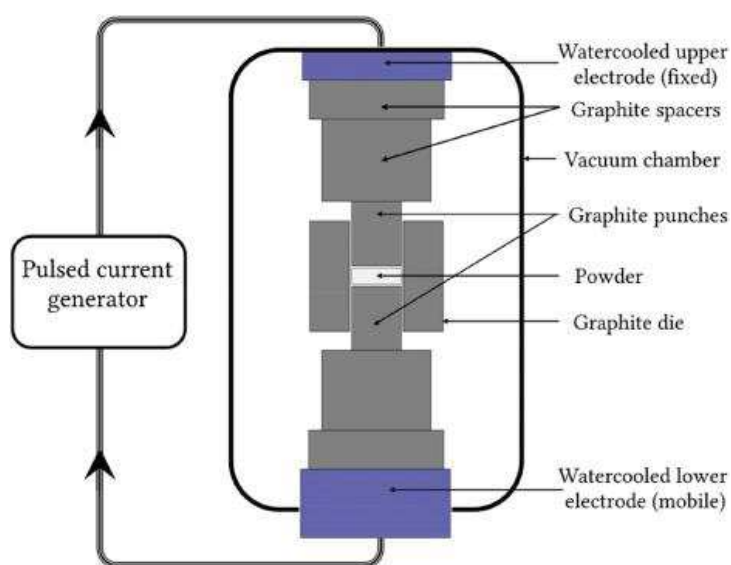 Watercooled upper
electrode (fixed)
Graphite spacers
Vacuum chamber
Graphite punches
Pulsed current
generator
Powder
Graphite die
Watercooled lower
electrode (mobile)